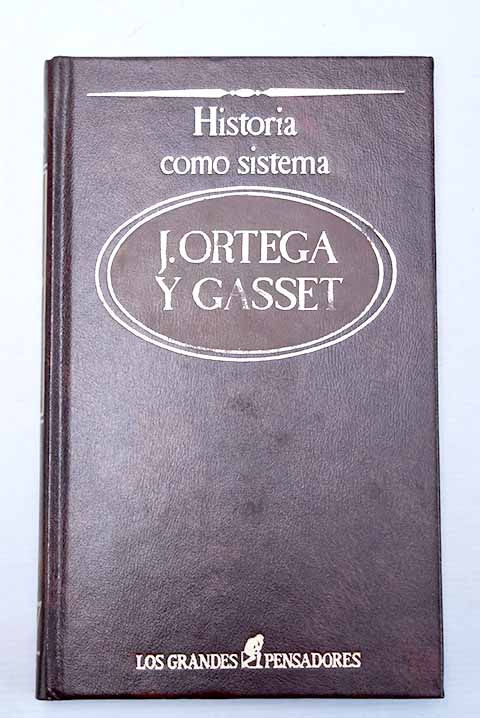 Historia
como sistema
J. ORTEGA
Y GASSET
LOS GRANDES PENSADORES